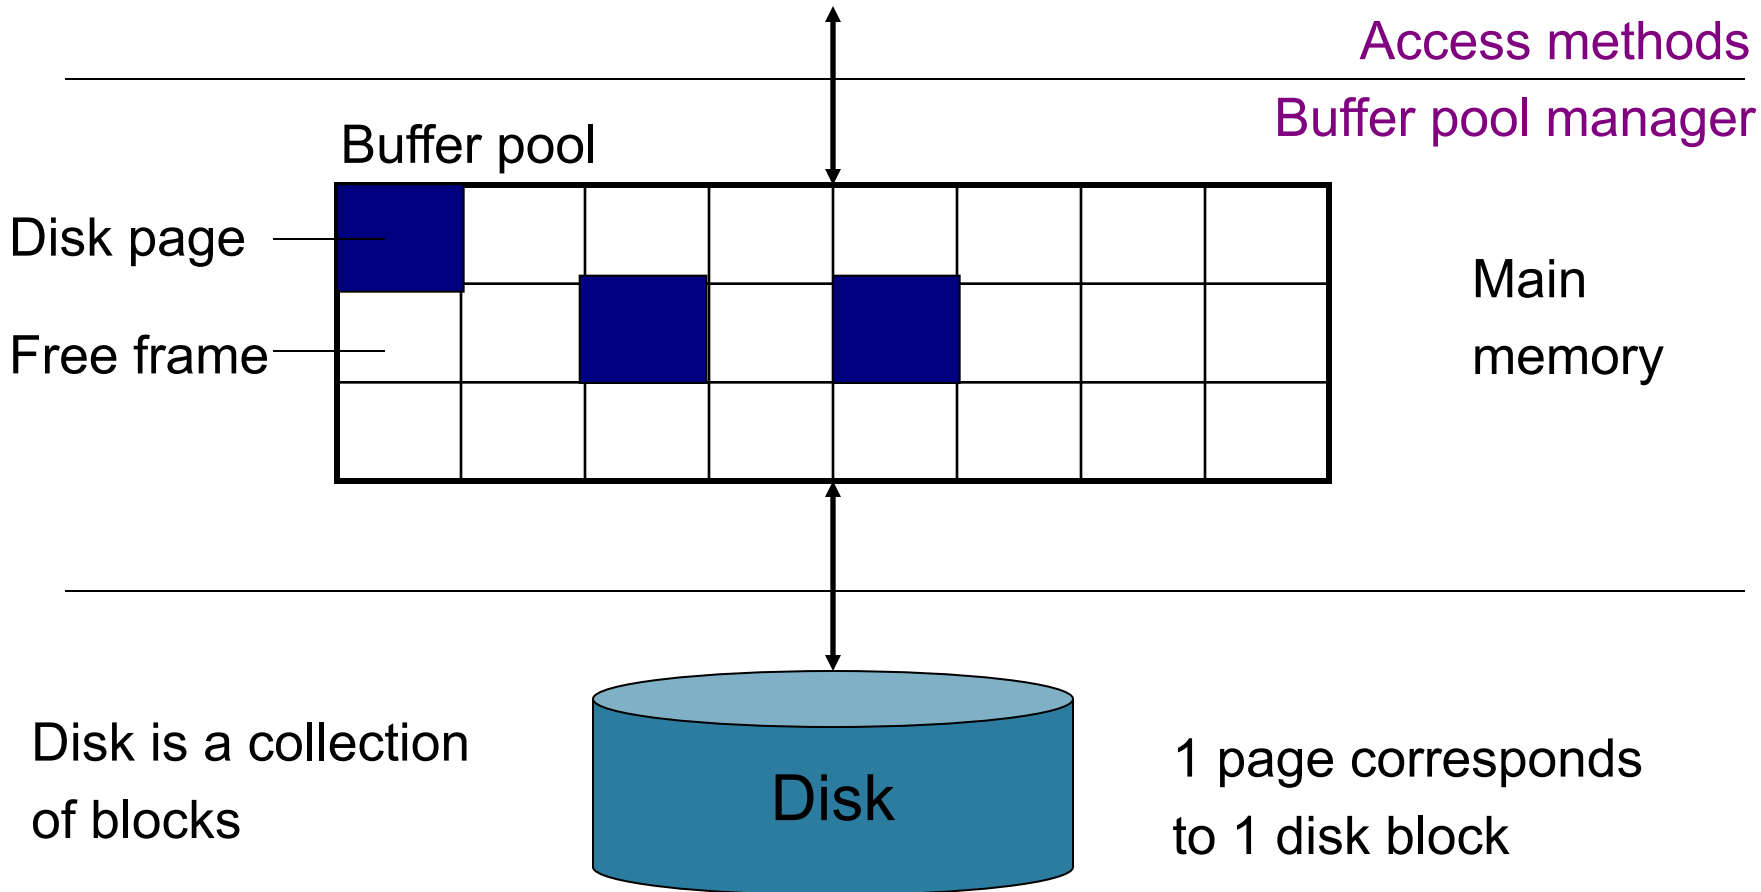 Access methods
Buffer pool manager
Buffer pool
Disk page
Free frame
Main
memory
Disk is a collection
of blocks
Disk
1 page corresponds
to 1 disk block